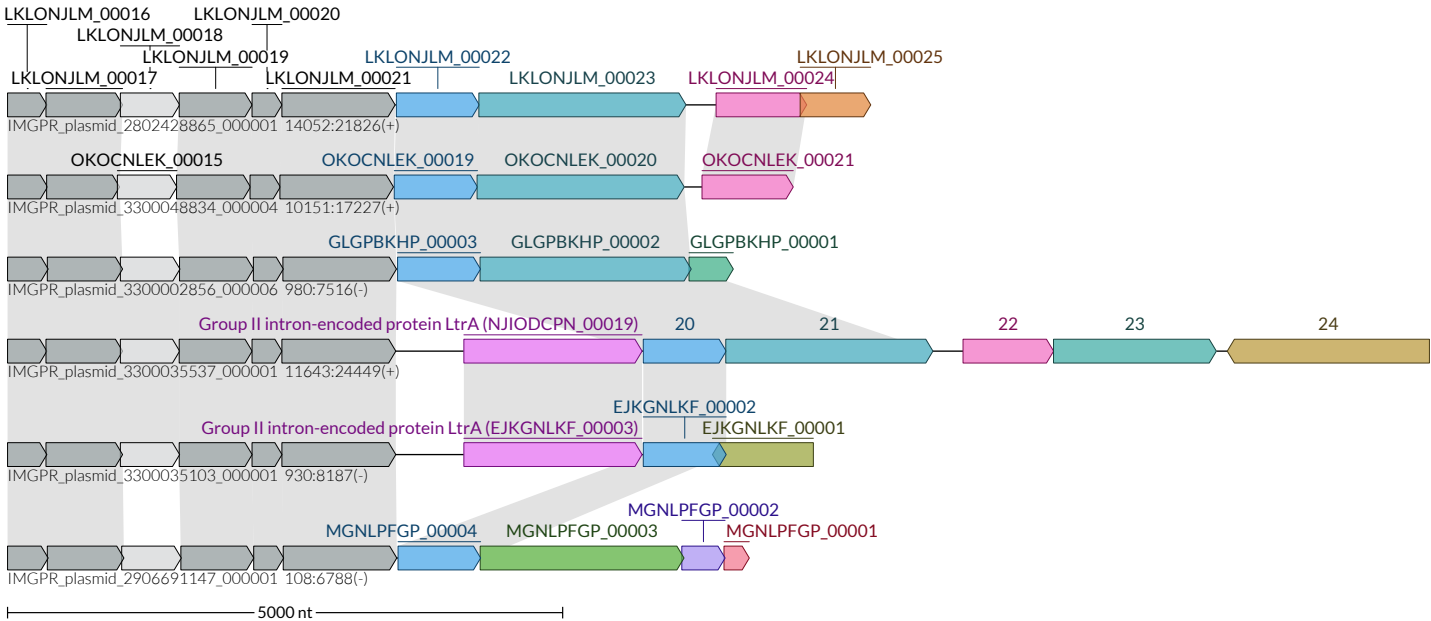 LKLONJLM_00016 LKLONJLM_00020
LKLONJLM_00018
LKLONJLM_00019 LKLONJLM_00022 LKLONJLM_00025
LKLONJLM_00017 LKLONJLM_00021 LKLONJLM_00023 LKLONJLM_00024
IMGPR_plasmid_2802428865_000001 14052:21826(+)
OKOCNLEK_00015 OKOCNLEK_00019 OKOCNLEK_00020 OKOCNLEK_00021
IMGPR_plasmid_3300048834_000004 10151:17227(+)
GLGPBKHP_00003 GLGPBKHP_00002 GLGPBKHP_00001
IMGPR_plasmid_3300002856_000006 980:7516(-)
Group II intron-encoded protein LtrA (NJIODCPN_00019) 20 21 22 23 24
IMGPR_plasmid_3300035537_000001 11643:24449(+)
EJKGNLKF_00002
Group II intron-encoded protein LtrA (EJKGNLKF_00003) EJKGNLKF_00001
IMGPR_plasmid_3300035103_000001 930:8187(-)
MGNLPFGP_00002
MGNLPFGP_00004 MGNLPFGP_00003 MGNLPFGP_00001
IMGPR_plasmid_2906691147_000001 108:6788(-)
5000 nt